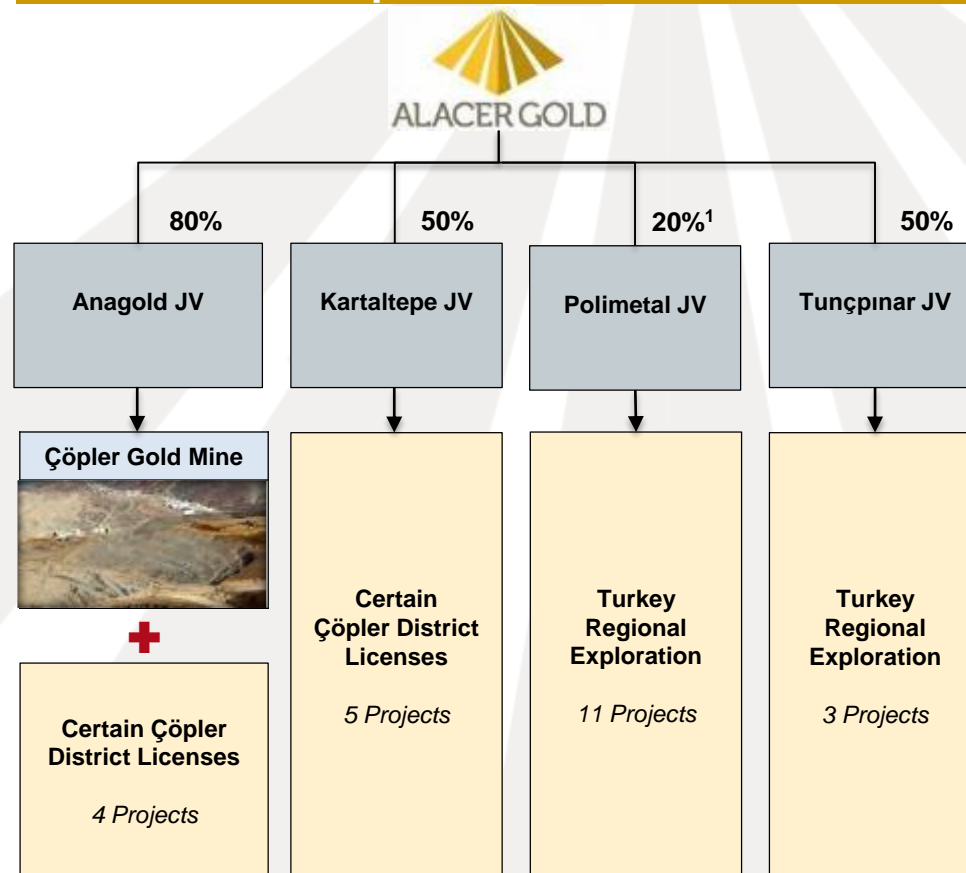 ALACER GOLD
80%
50%
20%¹
50%
Anagold JV
Kartaltepe JV
Polimetal JV
Tunçpınar JV
Çöpler Gold Mine
Certain Çöpler
District Licenses
4 Projects
Certain
Çöpler District
Licenses
5 Projects
Turkey
Regional
Exploration
11 Projects
Turkey
Regional
Exploration
3 Projects